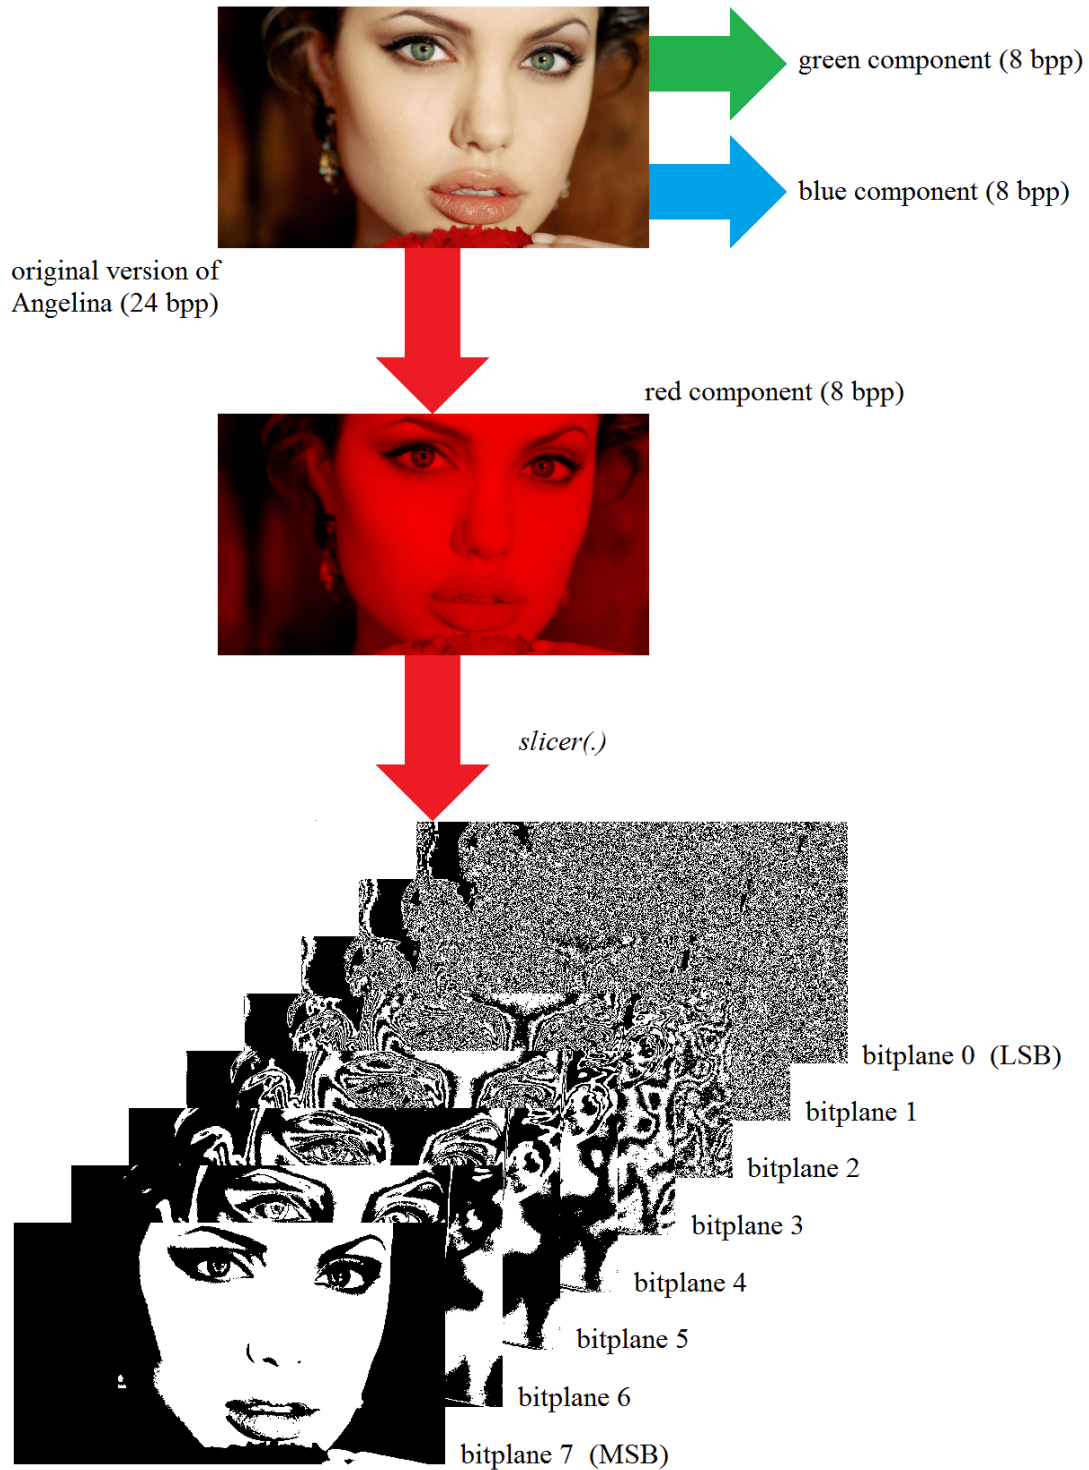 green component (8 bpp)
blue component (8 bpp)
original version of
Angelina (24 bpp)
red component (8 bpp)
slicer(.)
bitplane 0 (LSB)
bitplane 1
bitplane 2
bitplane 3
bitplane 4
bitplane 5
bitplane 6
bitplane 7 (MSB)